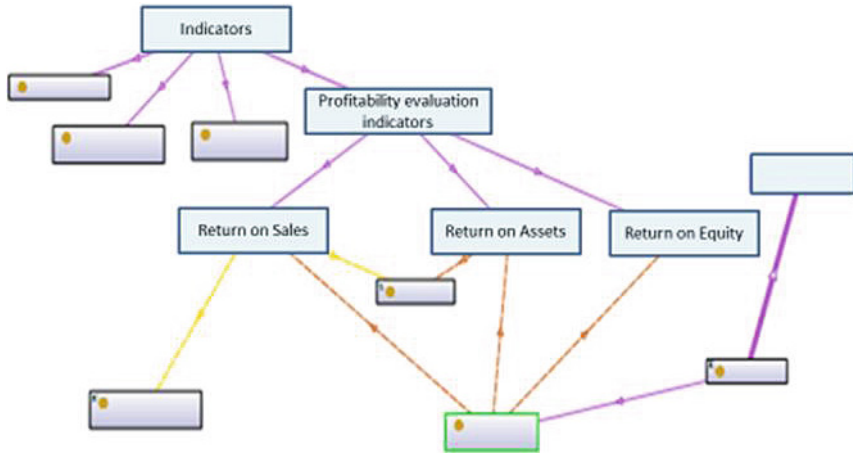 Indicators
Profitability evaluation
indicators
Return on Sales
Return on Assets
Return on Equity